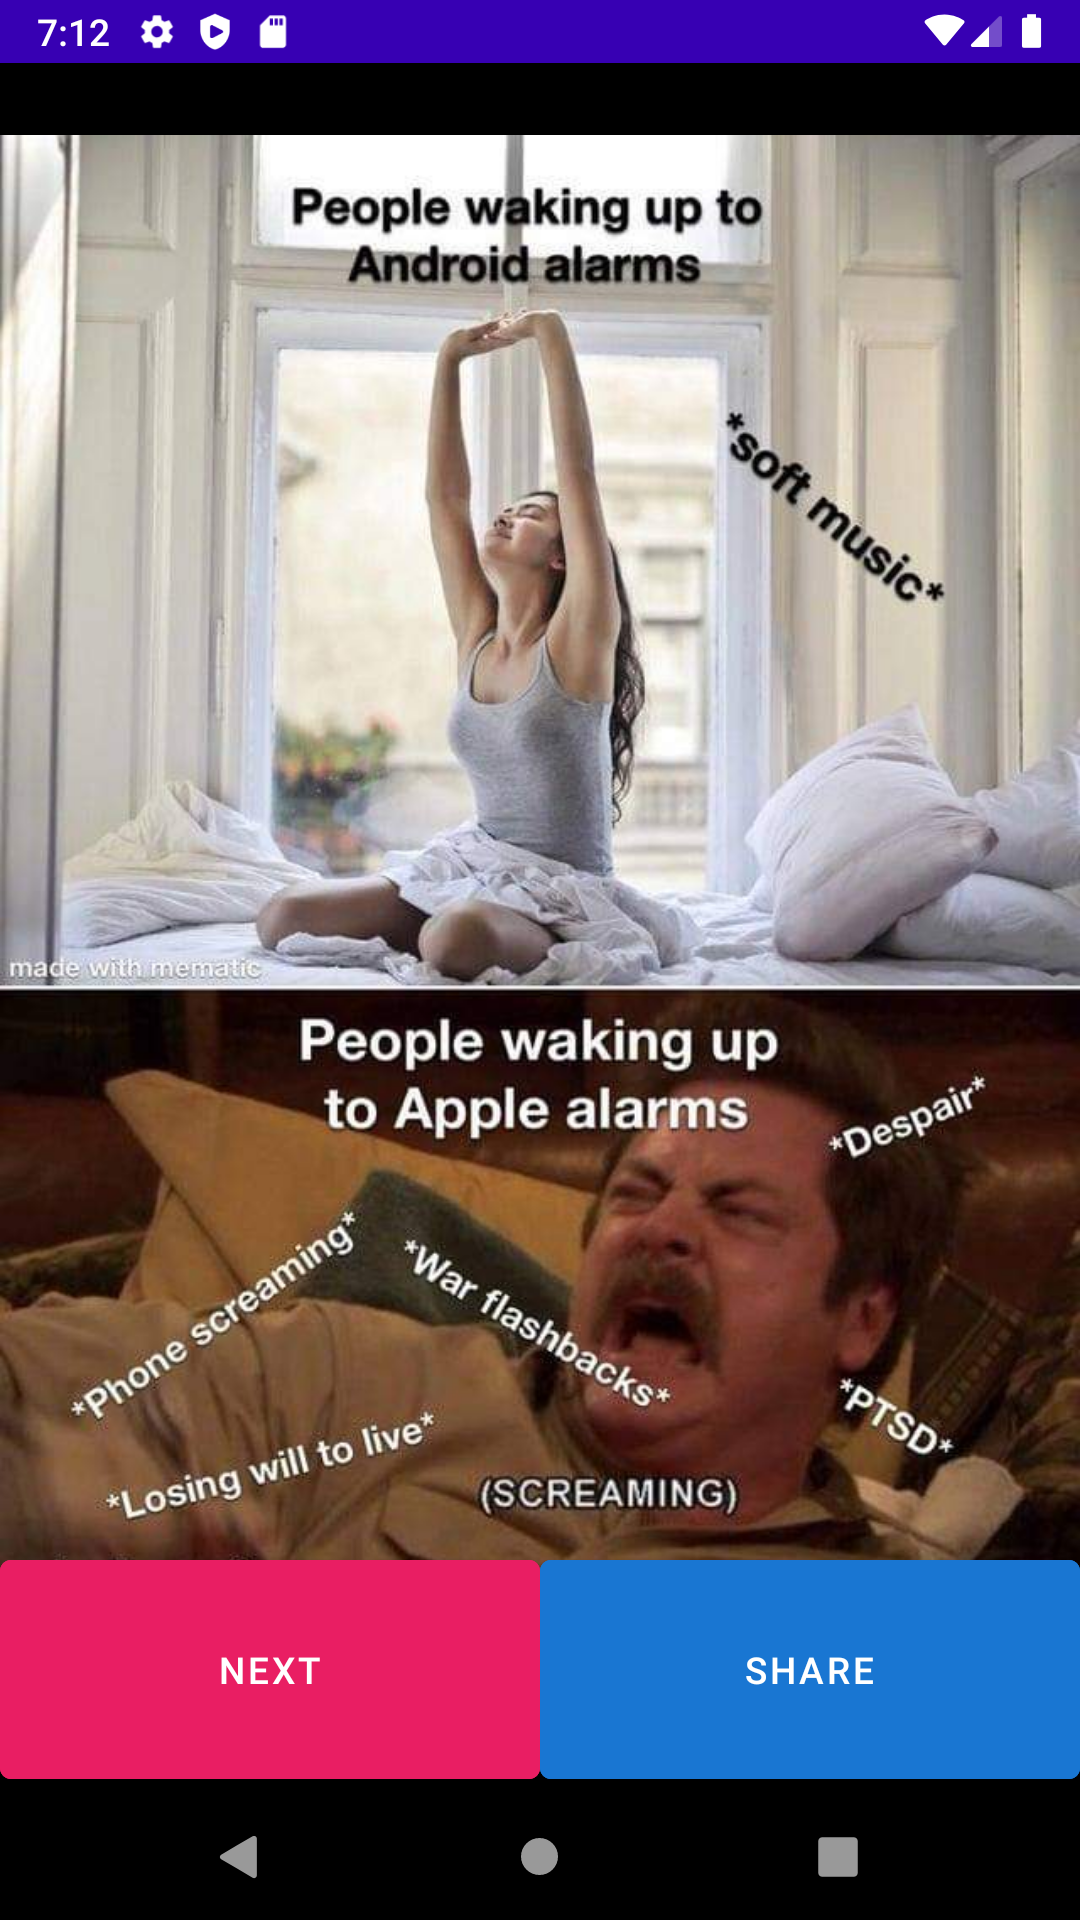 7:12
People waking up to
Android alarms
*soft music*
made with mematic
People waking up
to Apple alarms
*Despair*
*Phone screaming*
*War flashbacks*
*PTSD*
*Losing will to live*
(SCREAMING)
NEXT
SHARE